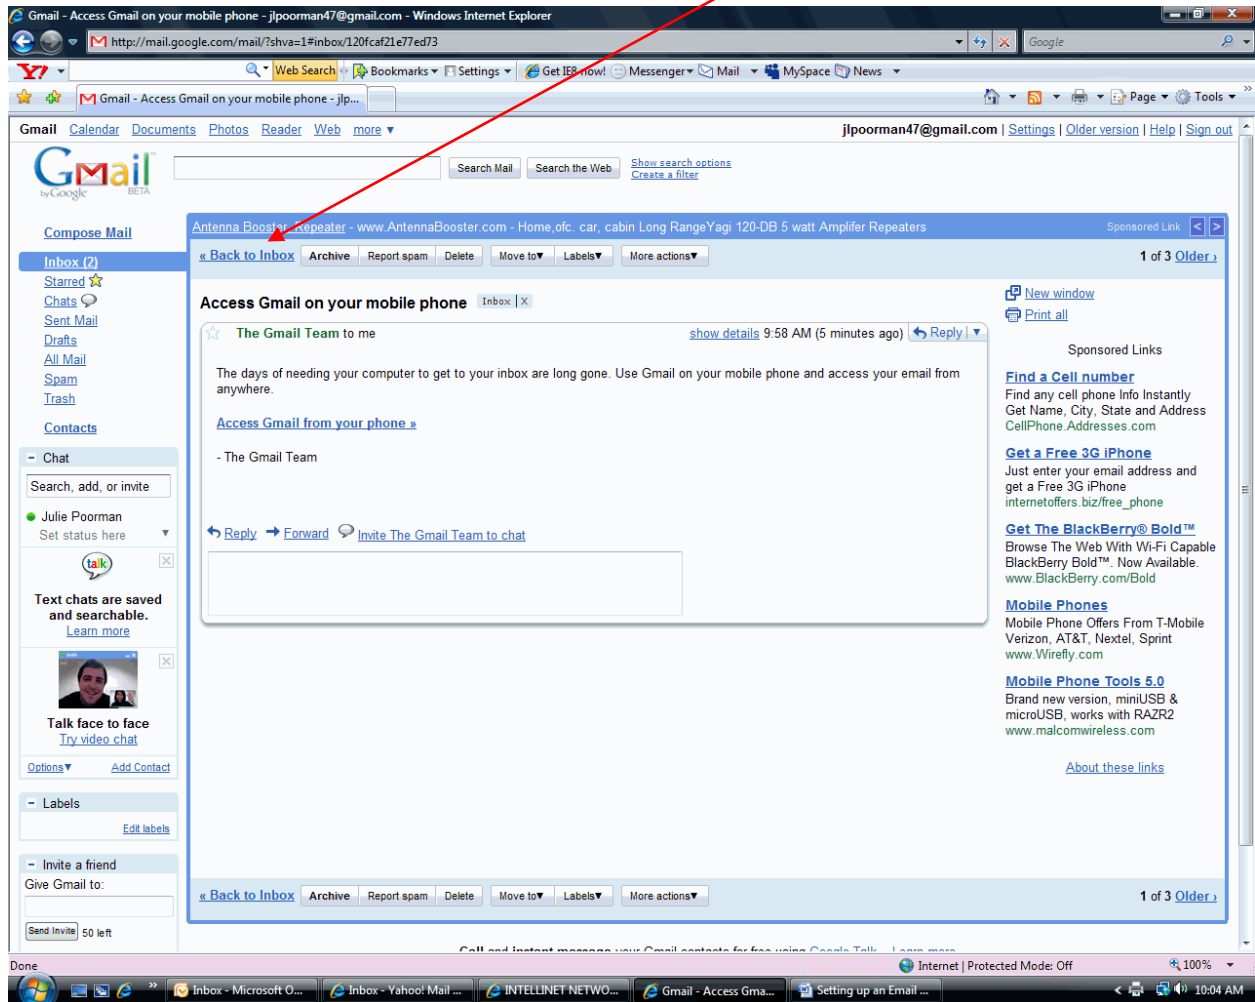 Gmail - Access Gmail on your mobile phone - jlpoorman47@gmail.com - Windows Internet Explorer
http://mail.google.com/mail/?shva=1#inbox/120fcaf21e77ed73
Google
Y! Web Search Bookmarks Settings Get IE8 now! Messenger Mail MySpace News
Gmail - Access Gmail on your mobile phone - jlp...
Page Tools
Gmail Calendar Documents Photos Reader Web more
jlpoorman47@gmail.com | Settings | Older version | Help | Sign out
GMail
by Google BETA
Search Mail Search the Web
Show search options
Create a filter
Antenna Booster, Repeater - www.AntennaBooster.com - Home,ofc. car, cabin Long RangeYagi 120-DB 5 watt Amplifer Repeaters
Sponsored Link < >
« Back to Inbox Archive Report spam Delete Move to Labels More actions
1 of 3 Older ›
Compose Mail
Inbox (2)
Starred
Chats
Sent Mail
Drafts
All Mail
Spam
Trash
Contacts
Chat
Search, add, or invite
Julie Poorman
Set status here
talk
Text chats are saved
and searchable.
Learn more
Talk face to face
Try video chat
Options Add Contact
Labels
Edit labels
Invite a friend
Give Gmail to:
Send Invite 50 left
Access Gmail on your mobile phone Inbox | X
The Gmail Team to me
show details 9:58 AM (5 minutes ago) Reply
The days of needing your computer to get to your inbox are long gone. Use Gmail on your mobile phone and access your email from
anywhere.
Access Gmail from your phone »
- The Gmail Team
Reply Forward Invite The Gmail Team to chat
New window
Print all
Sponsored Links
Find a Cell number
Find any cell phone Info Instantly
Get Name, City, State and Address
CellPhone.Addresses.com
Get a Free 3G iPhone
Just enter your email address and
get a Free 3G iPhone
internetoffers.biz/free_phone
Get The BlackBerry® Bold™
Browse The Web With Wi-Fi Capable
BlackBerry Bold™. Now Available.
www.BlackBerry.com/Bold
Mobile Phones
Mobile Phone Offers From T-Mobile
Verizon, AT&T, Nextel, Sprint
www.Wirefly.com
Mobile Phone Tools 5.0
Brand new version, miniUSB &
microUSB, works with RAZR2
www.malcomwireless.com
About these links
« Back to Inbox Archive Report spam Delete Move to Labels More actions
1 of 3 Older ›
Call and instant message your Gmail contacts for free using Google Talk Learn more
Done
Internet | Protected Mode: Off
100%
Inbox - Microsoft O... Inbox - Yahoo! Mail ... INTELLINET NETWO... Gmail - Access Gma... Setting up an Email ...
10:04 AM